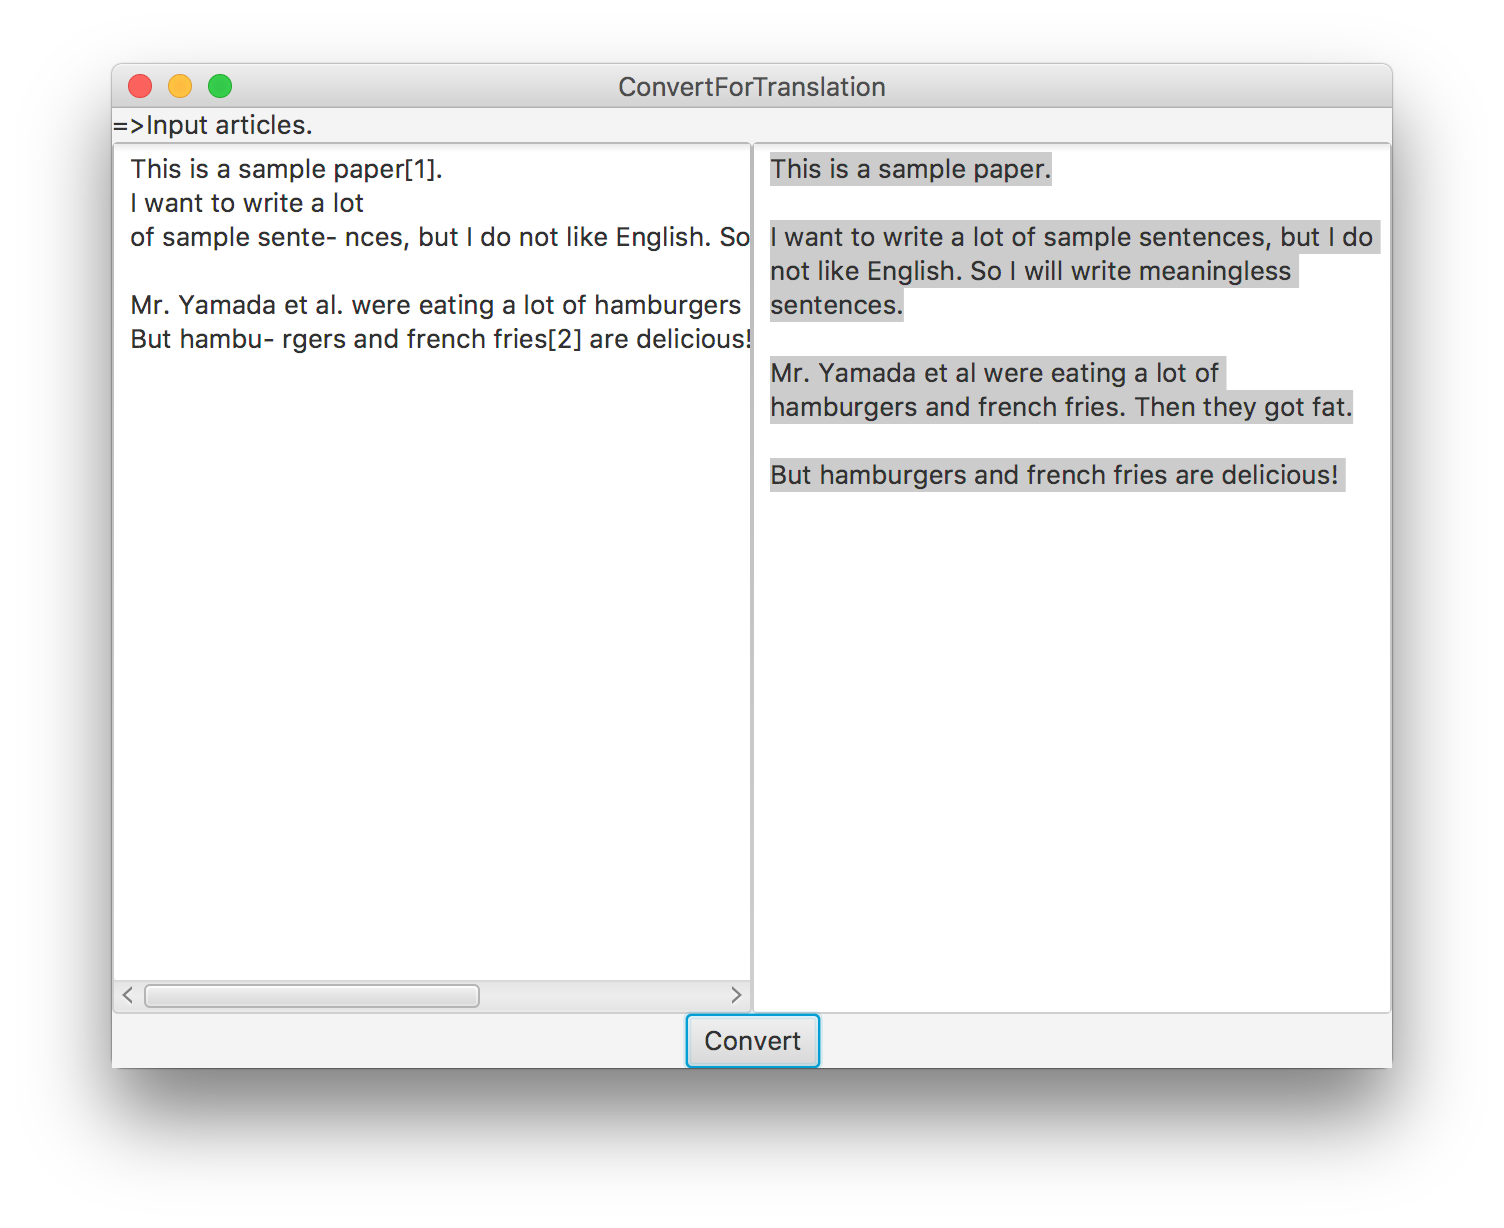 ConvertForTranslation
=>Input articles.
This is a sample paper[1].
I want to write a lot
of sample sente- nces, but I do not like English. So
Mr. Yamada et al. were eating a lot of hamburgers
But hambu- rgers and french fries[2] are delicious!
This is a sample paper.
I want to write a lot of sample sentences, but I do
not like English. So I will write meaningless
sentences.
Mr. Yamada et al were eating a lot of
hamburgers and french fries. Then they got fat.
But hamburgers and french fries are delicious!
Convert